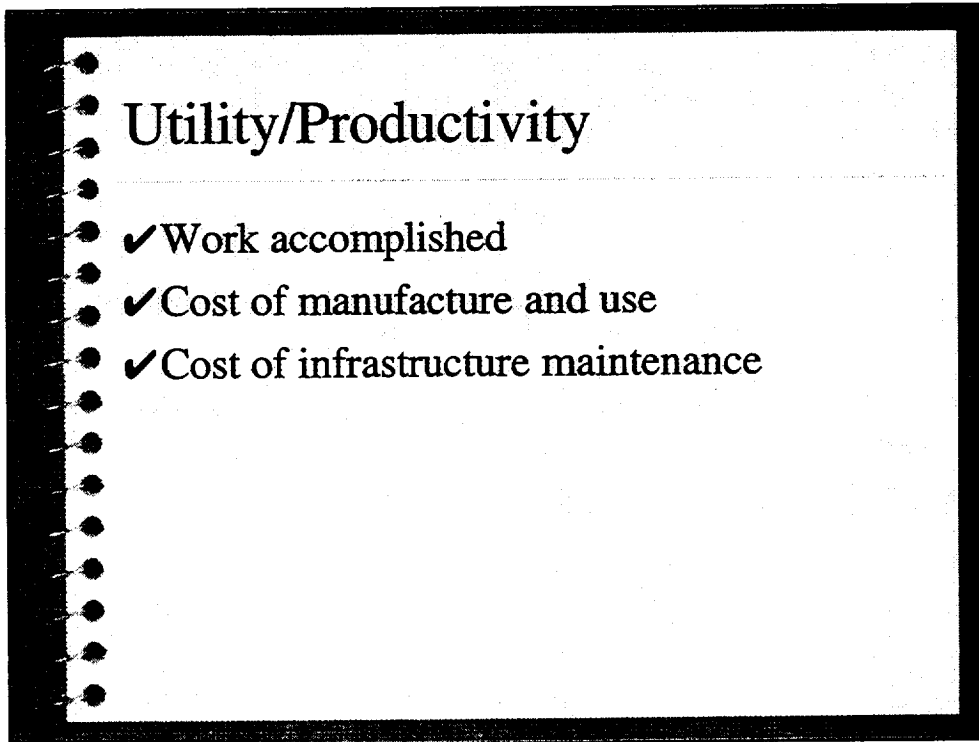 Utility/Productivity
✔Work accomplished
✔Cost of manufacture and use
✔Cost of infrastructure maintenance